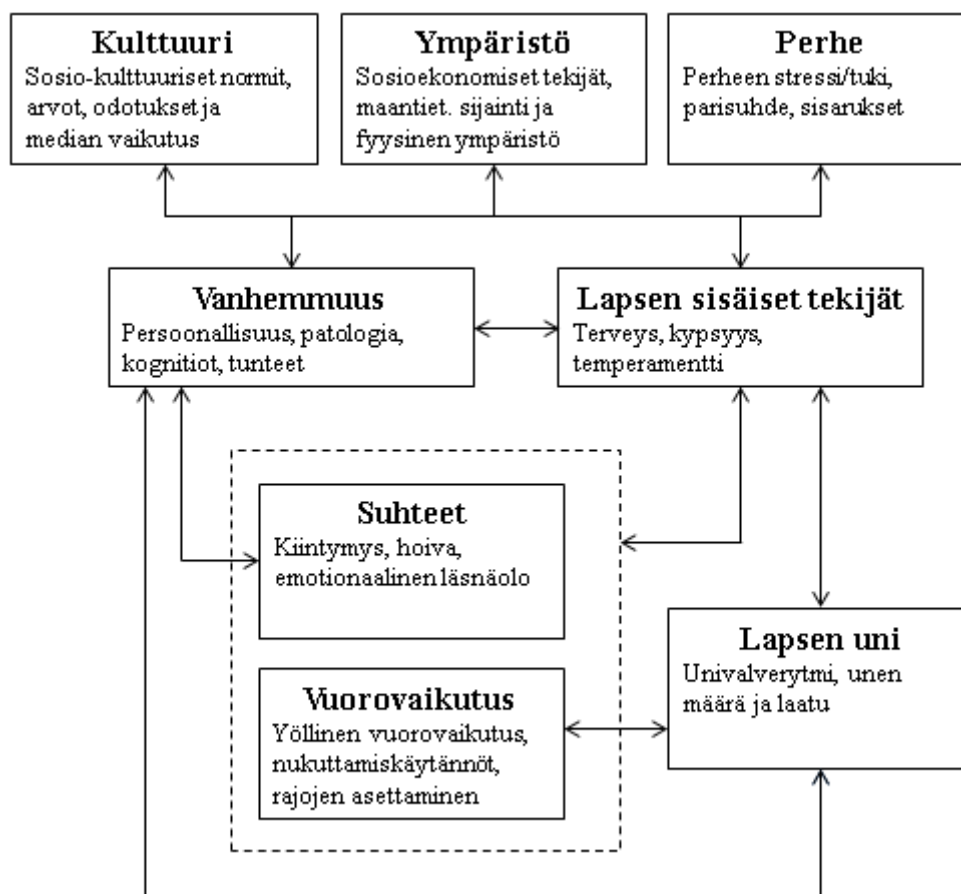 Kulttuuri
Sosio-kulttuuriset normit,
arvot, odotukset ja
median vaikutus
Ympäristö
Sosioekonomiset tekijät,
maantiet. sijainti ja
fyysinen ympäristö
Perhe
Perheen stressi/tuki,
parisuhde, sisarukset
Vanhemmuus
Persoonallisuus, patologia,
kognitiot, tunteet
Lapsen sisäiset tekijät
Terveys, kypsyys,
temperamentti
Suhteet
Kiintymys, hoiva,
emotionaalinen läsnäolo
Lapsen uni
Univalverytmi, unen
määrä ja laatu
Vuorovaikutus
Yöllinen vuorovaikutus,
nukuttamiskäytännöt,
rajojen asettaminen